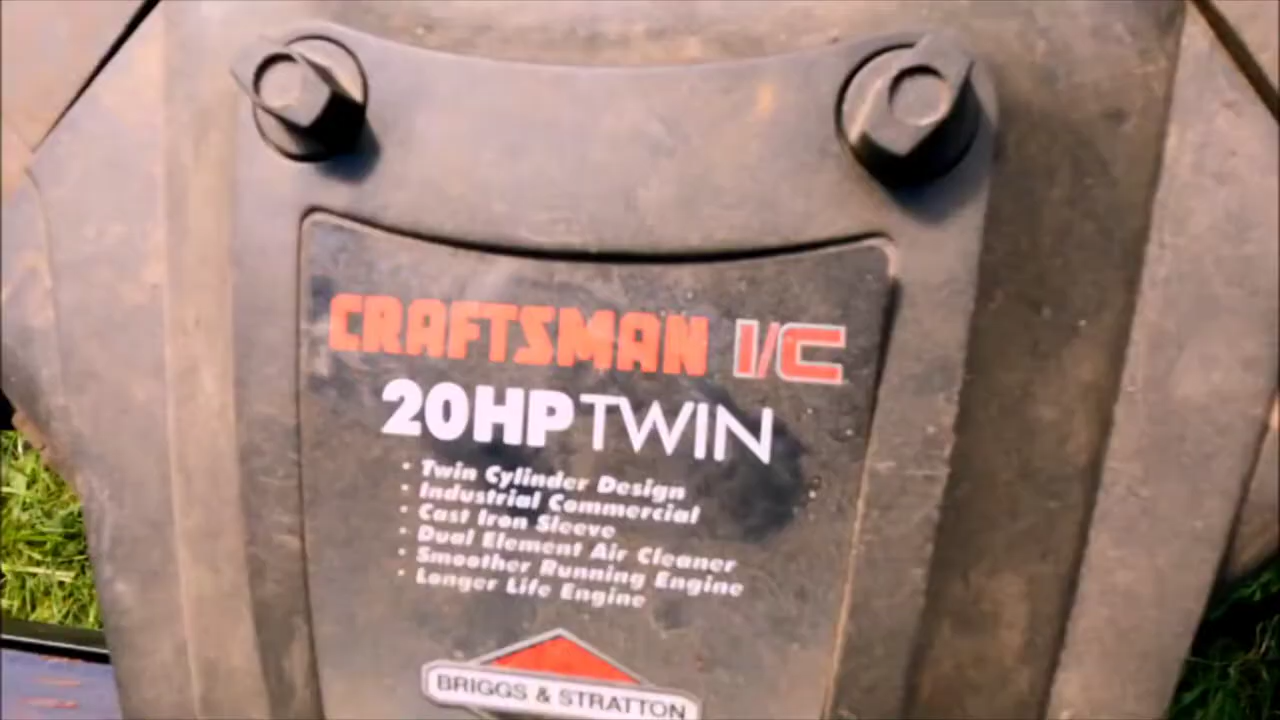 CRAFTSMAN I/C
20HP TWIN
• Twin Cylinder Design
• Industrial Commercial
• Cast Iron Sleeve
• Dual Element Air Cleaner
• Smoother Running Engine
• Longer Life Engine
BRIGGS & STRATTON